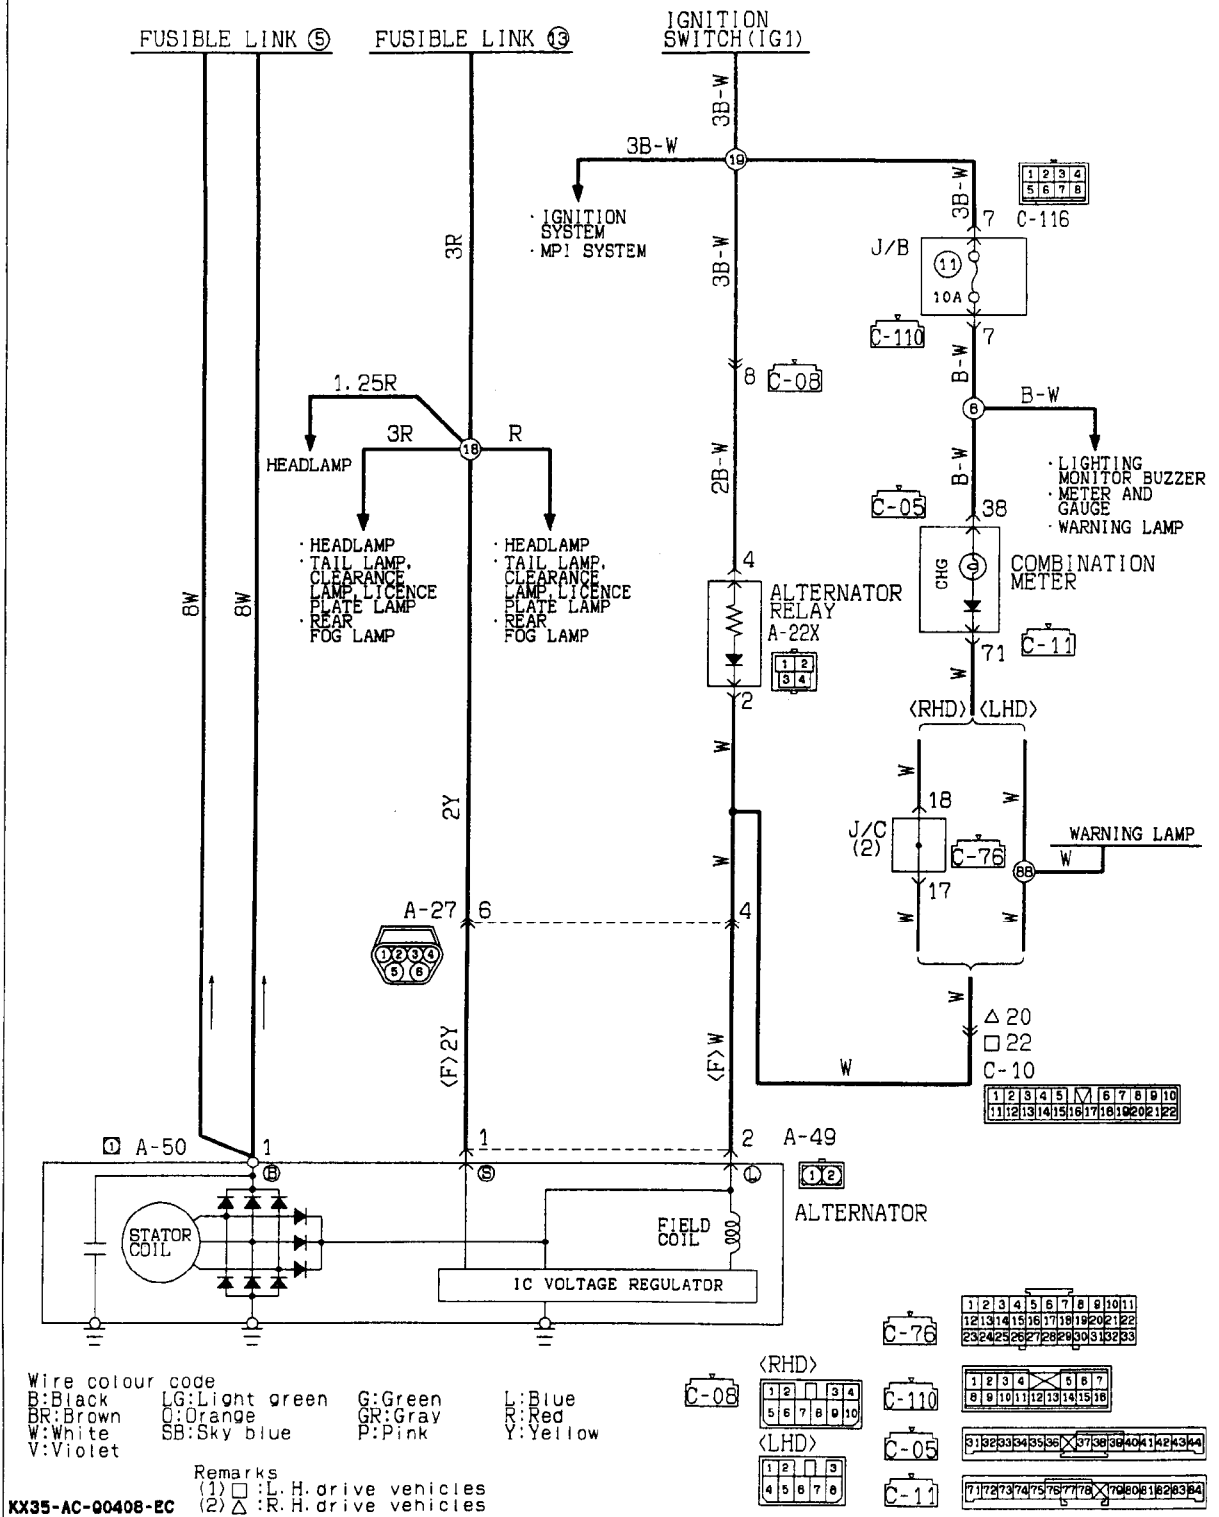 FUSIBLE LINK ⑤
FUSIBLE LINK ⑬
IGNITION
SWITCH(IG1)
3B-W
3B-W
19
3B-W
7
1 2 3 4
5 6 7 8
C-116
· IGNITION
SYSTEM
· MPI SYSTEM
3R
3B-W
J/B
11
10A
C-110
7
B-W
8
C-08
1.25R
6
B-W
3R
18
R
HEADLAMP
2B-W
B-W
· LIGHTING
MONITOR BUZZER
· METER AND
GAUGE
· WARNING LAMP
C-05
38
· HEADLAMP
· TAIL LAMP,
CLEARANCE
LAMP, LICENCE
PLATE LAMP
· REAR
FOG LAMP
· HEADLAMP
· TAIL LAMP,
CLEARANCE
LAMP, LICENCE
PLATE LAMP
· REAR
FOG LAMP
4
ALTERNATOR
RELAY
A-22X
1 2
3 4
CHG
COMBINATION
METER
8W
8W
C-11
71
2
W
W
<RHD>
<LHD>
W
W
18
W
2Y
J/C
(2)
C-76
WARNING LAMP
W
88
W
17
W
W
A-27
6
4
1 2 3 4
5 6
W
△ 20
□ 22
C-10
<F>2Y
<F>W
W
1 2 3 4 5 6 7 8 9 10
11 12 13 14 15 16 17 18 19 20 21 22
1 A-50
1
1
2
A-49
B
S
L
1 2
ALTERNATOR
STATOR
COIL
FIELD
COIL
IC VOLTAGE REGULATOR
C-76
1 2 3 4 5 6 7 8 9 10 11
12 13 14 15 16 17 18 19 20 21 22
23 24 25 26 27 28 29 30 31 32 33
Wire colour code
B:Black LG:Light green G:Green L:Blue
BR:Brown O:Orange GR:Gray R:Red
W:White SB:Sky blue P:Pink Y:Yellow
V:Violet
C-08
<RHD>
1 2 3 4
5 6 7 8 9 10
<LHD>
1 2 3
4 5 6 7 8
C-110
1 2 3 4 5 6 7
8 9 10 11 12 13 14 15 16
C-05
31 32 33 34 35 36 37 38 39 40 41 42 43 44
C-11
71 72 73 74 75 76 77 78 79 80 81 82 83 84
Remarks
(1) □ :L.H.drive vehicles
(2) △ :R.H.drive vehicles
KX35-AC-Q0408-EC